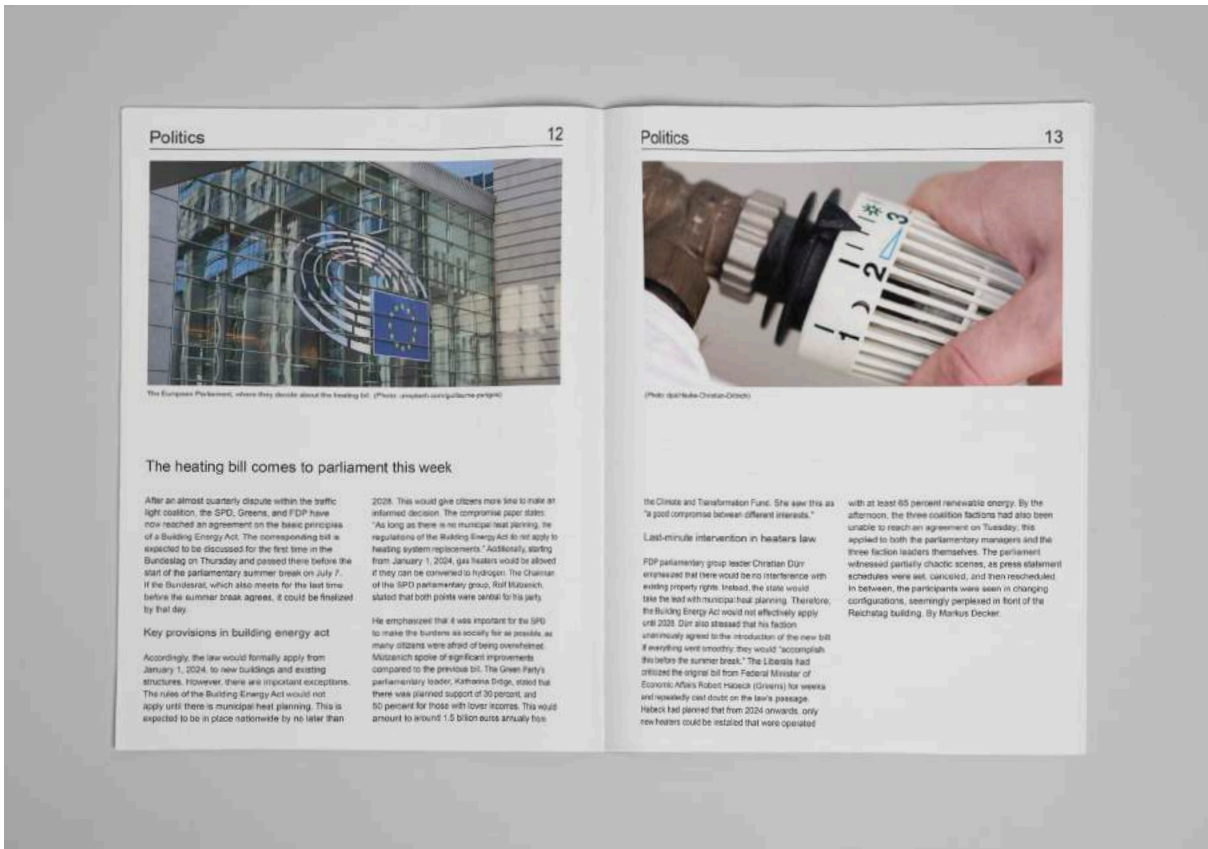 Politics
12
The European Parliament, where they decide about the heating bill (Photo: unsplash.com/guillaume-perigois)
The heating bill comes to parliament this week
After an almost quarterly dispute within the traffic
light coalition, the SPD, Greens, and FDP have
now reached an agreement on the basic principles
of a Building Energy Act. The corresponding bill is
expected to be discussed for the first time in the
Bundestag on Thursday and passed there before the
start of the parliamentary summer break on July 7.
If the Bundesrat, which also meets for the last time
before the summer break agrees, it could be finalized
by that day.
Key provisions in building energy act
Accordingly, the law would formally apply from
January 1, 2024, to new buildings and existing
structures. However, there are important exceptions.
The rules of the Building Energy Act would not
apply until there is municipal heat planning. This is
expected to be in place nationwide by no later than
2028. This would give citizens more time to make an
informed decision. The compromise paper states:
"As long as there is no municipal heat planning, the
regulations of the Building Energy Act do not apply to
heating system replacements." Additionally, starting
from January 1, 2024, gas heaters would be allowed
if they can be converted to hydrogen. The Chairman
of the SPD parliamentary group, Rolf Mützenich,
stated that both points were central for his party.
He emphasized that it was important for the SPD
to make the burdens as socially fair as possible, as
many citizens were afraid of being overwhelmed.
Mützenich spoke of significant improvements
compared to the previous bill. The Green Party's
parliamentary leader, Katharina Dröge, stated that
there was planned support of 30 percent, and
50 percent for those with lower incomes. This would
amount to around 1.5 billion euros annually from
Politics
13
1
2
3
(Photo: dpa/Hauke-Christian-Dittrich)
the Climate and Transformation Fund. She saw this as
"a good compromise between different interests."
Last-minute intervention in heaters law
FDP parliamentary group leader Christian Dürr
emphasized that there would be no interference with
existing property rights. Instead, the state would
take the lead with municipal heat planning. Therefore,
the Building Energy Act would not effectively apply
until 2028. Dürr also stressed that his faction
unanimously agreed to the introduction of the new bill.
If everything went smoothly, they would "accomplish
this before the summer break." The Liberals had
criticized the original bill from Federal Minister of
Economic Affairs Robert Habeck (Greens) for weeks
and repeatedly cast doubt on the law's passage.
Habeck had planned that from 2024 onwards, only
new heaters could be installed that were operated
with at least 65 percent renewable energy. By the
afternoon, the three coalition factions had also been
unable to reach an agreement on Tuesday; this
applied to both the parliamentary managers and the
three faction leaders themselves. The parliament
witnessed partially chaotic scenes, as press statement
schedules were set, canceled, and then rescheduled.
In between, the participants were seen in changing
configurations, seemingly perplexed in front of the
Reichstag building. By Markus Decker.